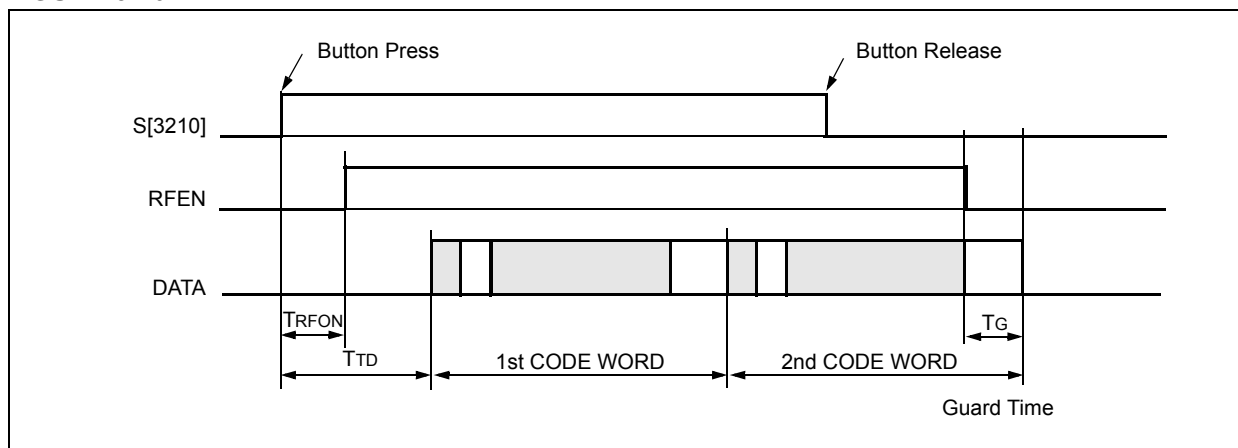 Button Press
Button Release
S[3210]
RFEN
DATA
TRFON
TG
TTD
1st CODE WORD
2nd CODE WORD
Guard Time